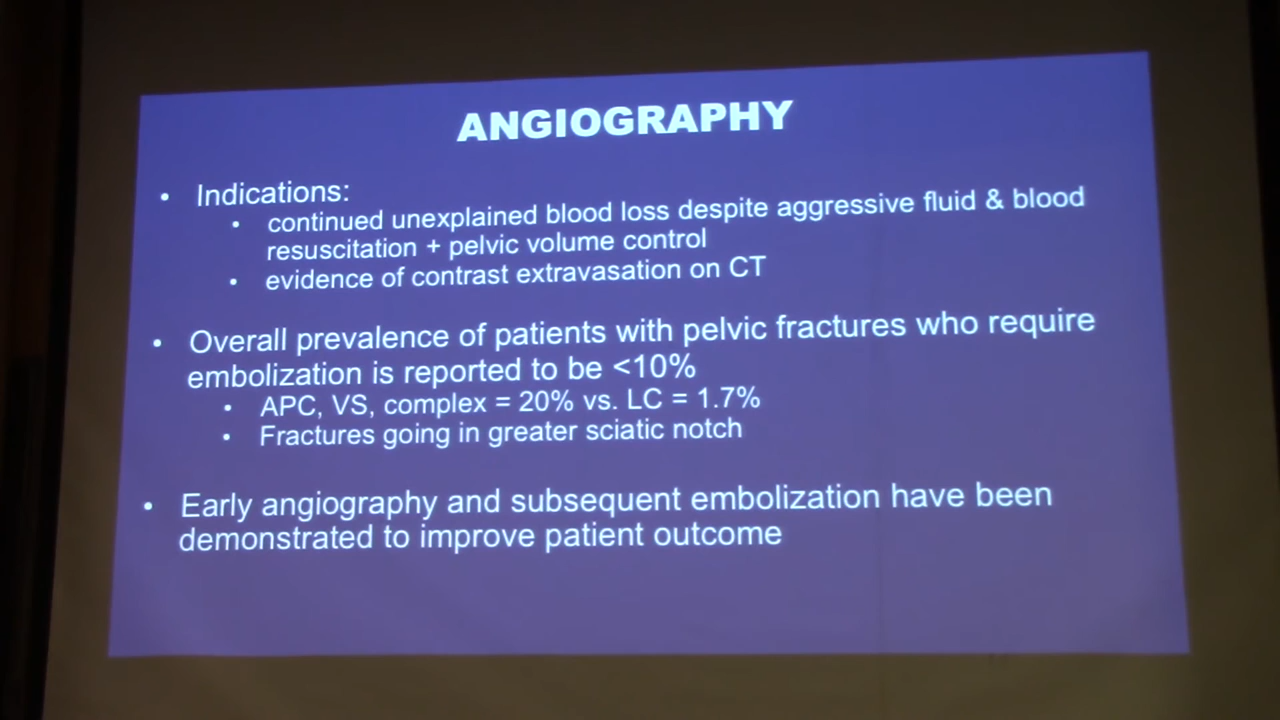 ANGIOGRAPHY
• Indications:
• continued unexplained blood loss despite aggressive fluid & blood
resuscitation + pelvic volume control
• evidence of contrast extravasation on CT
• Overall prevalence of patients with pelvic fractures who require
embolization is reported to be <10%
• APC, VS, complex = 20% vs. LC = 1.7%
• Fractures going in greater sciatic notch
• Early angiography and subsequent embolization have been
demonstrated to improve patient outcome